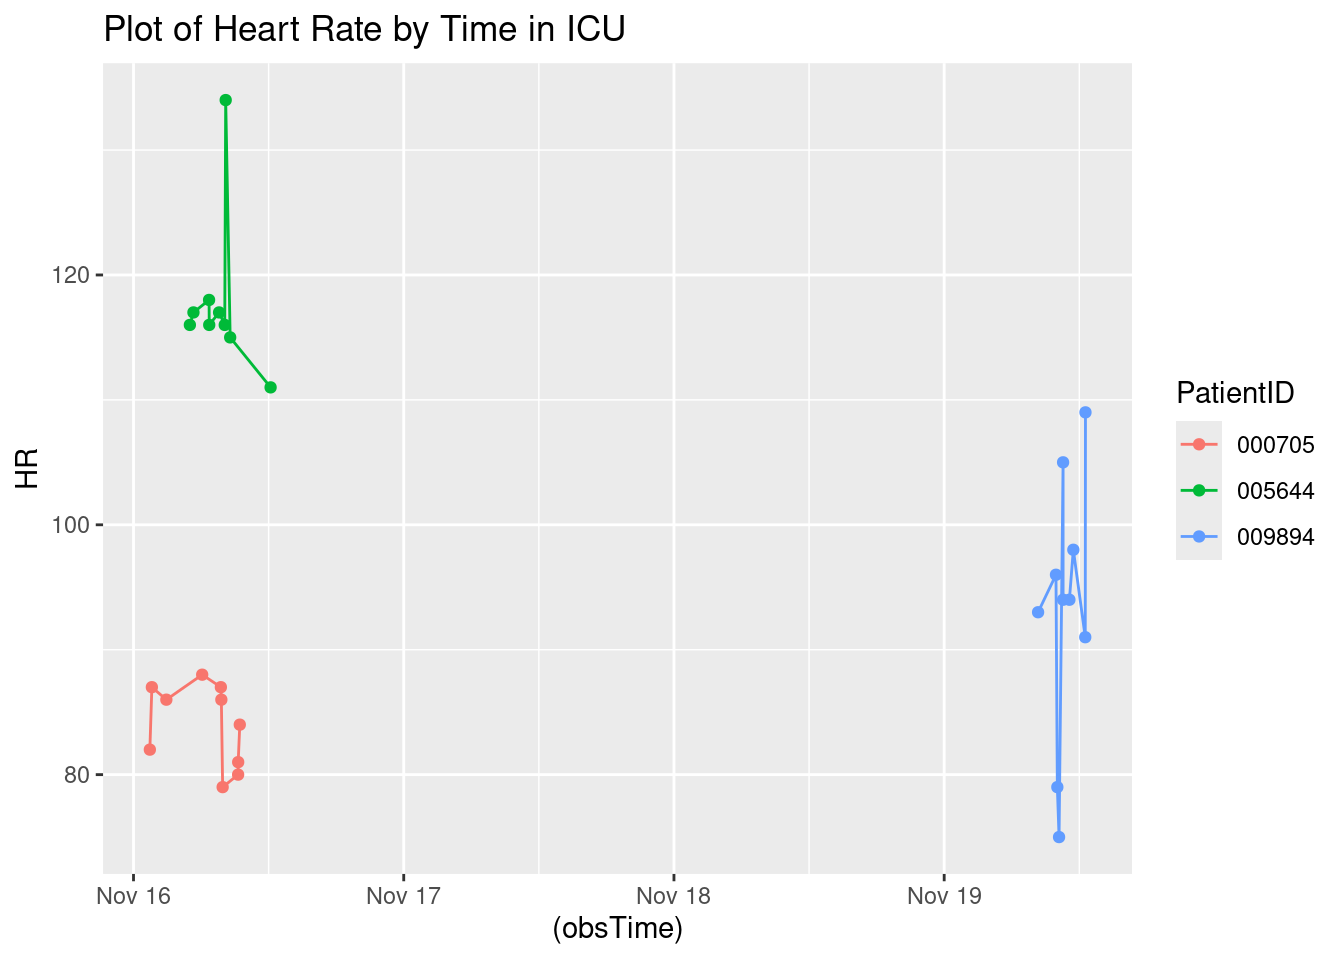 Plot of Heart Rate by Time in ICU
120
100
80
HR
Nov 16
Nov 17
Nov 18
Nov 19
(obsTime)
PatientID
000705
005644
009894